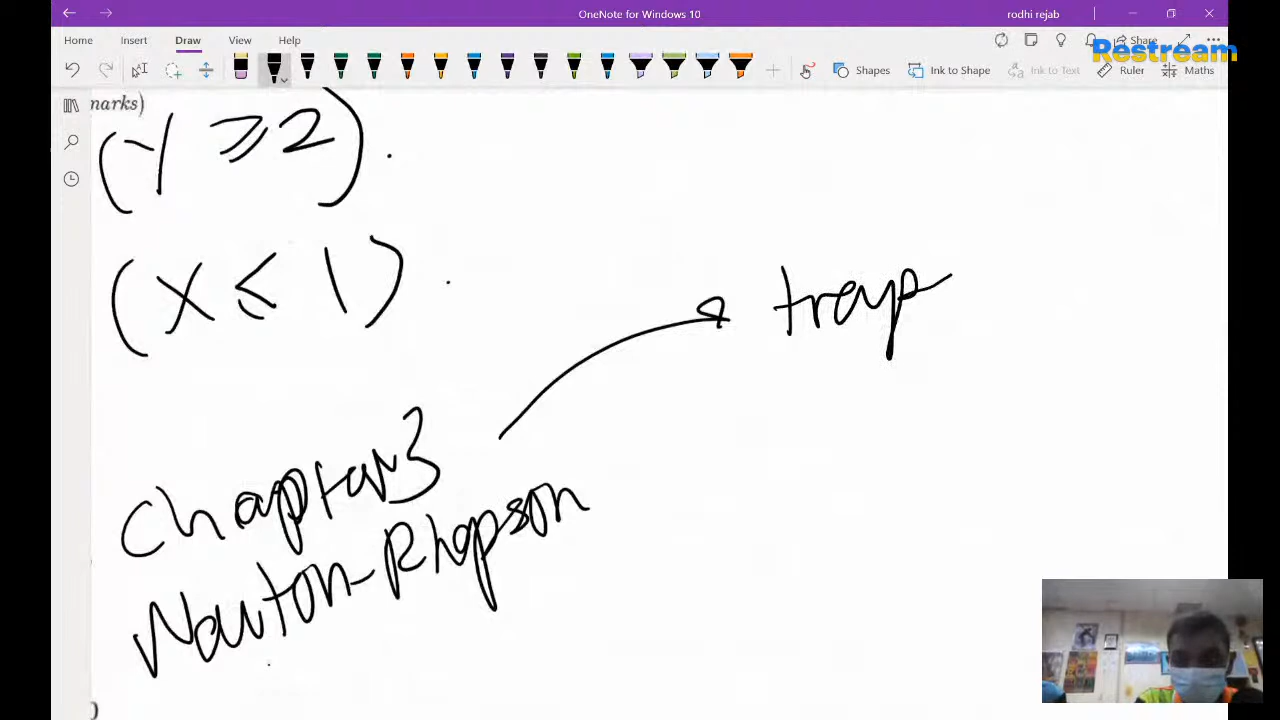 OneNote for Windows 10
rodhi rejab
Home Insert Draw View Help
Share
Restream
Shapes Ink to Shape Ink to Text Ruler Maths
narks)
(Y ⩾ 2).
(X ≤ 1).
trap
Chapter 3
Newton-Rhapson